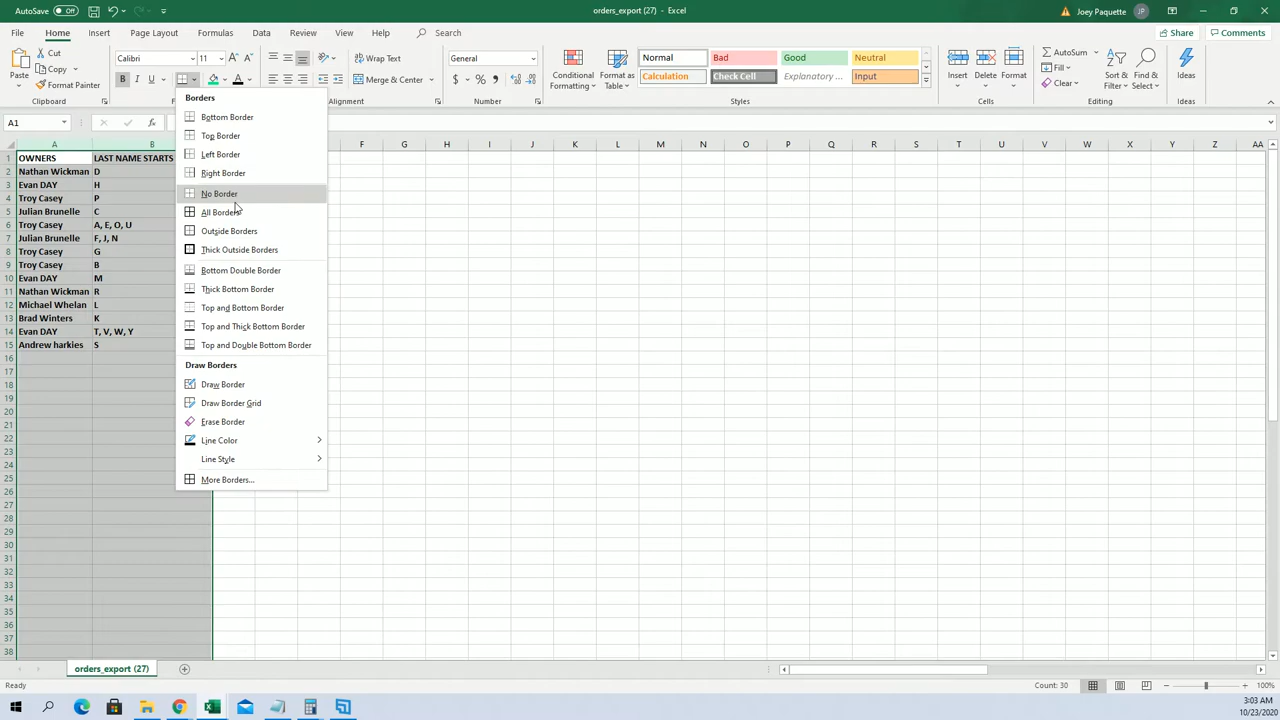 AutoSave Off
orders_export (27) - Excel
Joey Paquette JP
File Home Insert Page Layout Formulas Data Review View Help Search
Share Comments
Paste
Cut
Copy
Format Painter
Clipboard
Calibri 11
B I U
Wrap Text
Merge & Center
Alignment
General
$ % ,
Number
Conditional Formatting
Format as Table
Normal Bad Good Neutral
Calculation Check Cell Explanatory ... Input
Styles
Insert Delete Format
Cells
AutoSum
Fill
Clear
Sort & Filter
Find & Select
Editing
Ideas
Ideas
A1
fx
A B F G H I J K L M N O P Q R S T U V W X Y Z AA
1 OWNERS LAST NAME STARTS
2 Nathan Wickman D
3 Evan DAY H
4 Troy Casey P
5 Julian Brunelle C
6 Troy Casey A, E, O, U
7 Julian Brunelle F, J, N
8 Troy Casey G
9 Troy Casey B
10 Evan DAY M
11 Nathan Wickman R
12 Michael Whelan L
13 Brad Winters K
14 Evan DAY T, V, W, Y
15 Andrew harkies S
16
17
18
19
20
21
22
23
24
25
26
27
28
29
30
31
32
33
34
35
36
37
38
Borders
Bottom Border
Top Border
Left Border
Right Border
No Border
All Borders
Outside Borders
Thick Outside Borders
Bottom Double Border
Thick Bottom Border
Top and Bottom Border
Top and Thick Bottom Border
Top and Double Bottom Border
Draw Borders
Draw Border
Draw Border Grid
Erase Border
Line Color
Line Style
More Borders...
orders_export (27)
Ready
Count: 30
100%
3:03 AM
10/23/2020